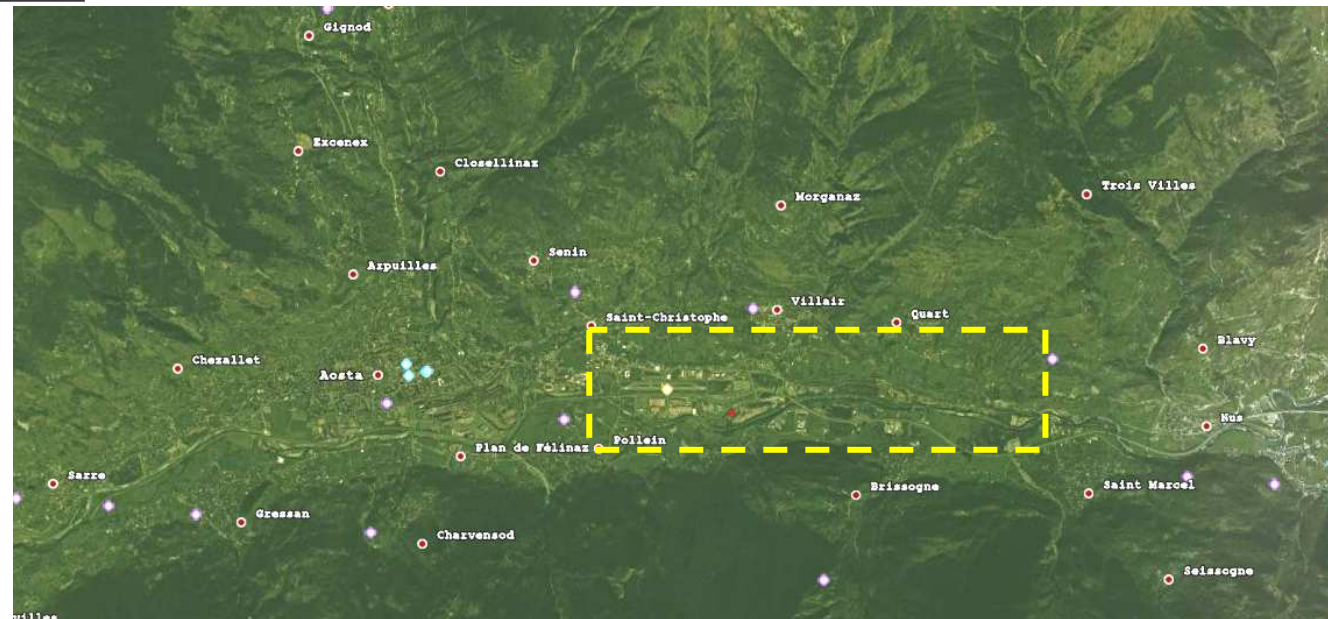 Gignod
Excenex
Closellinaz
Trois Villes
Morganaz
Senin
Arpuilles
Villair
Saint-Christophe
Quart
Blavy
Chezallet
Aosta
Nus
Pollein
Plan de Félinaz
Sarre
Brissogne
Saint Marcel
Gressan
Charvensod
Seissogne
villes